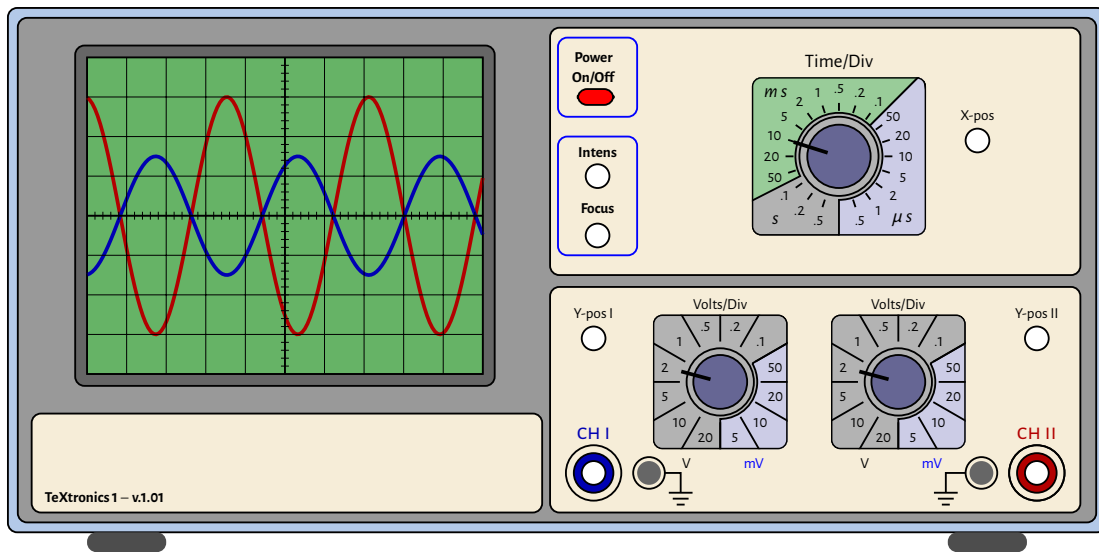 Power
On/Off
Intens
Focus
Time/Div
m s
.5
.2
.1
1
2
5
10
20
50
.1
.2
.5
s
50
20
10
5
2
1
.5
μ s
X-pos
Y-pos I
Volts/Div
.5
.2
.1
1
2
5
10
20
50
20
10
5
V
mV
CH I
Volts/Div
.5
.2
.1
1
2
5
10
20
50
20
10
5
V
mV
Y-pos II
CH II
TeXtronics 1 – v.1.01